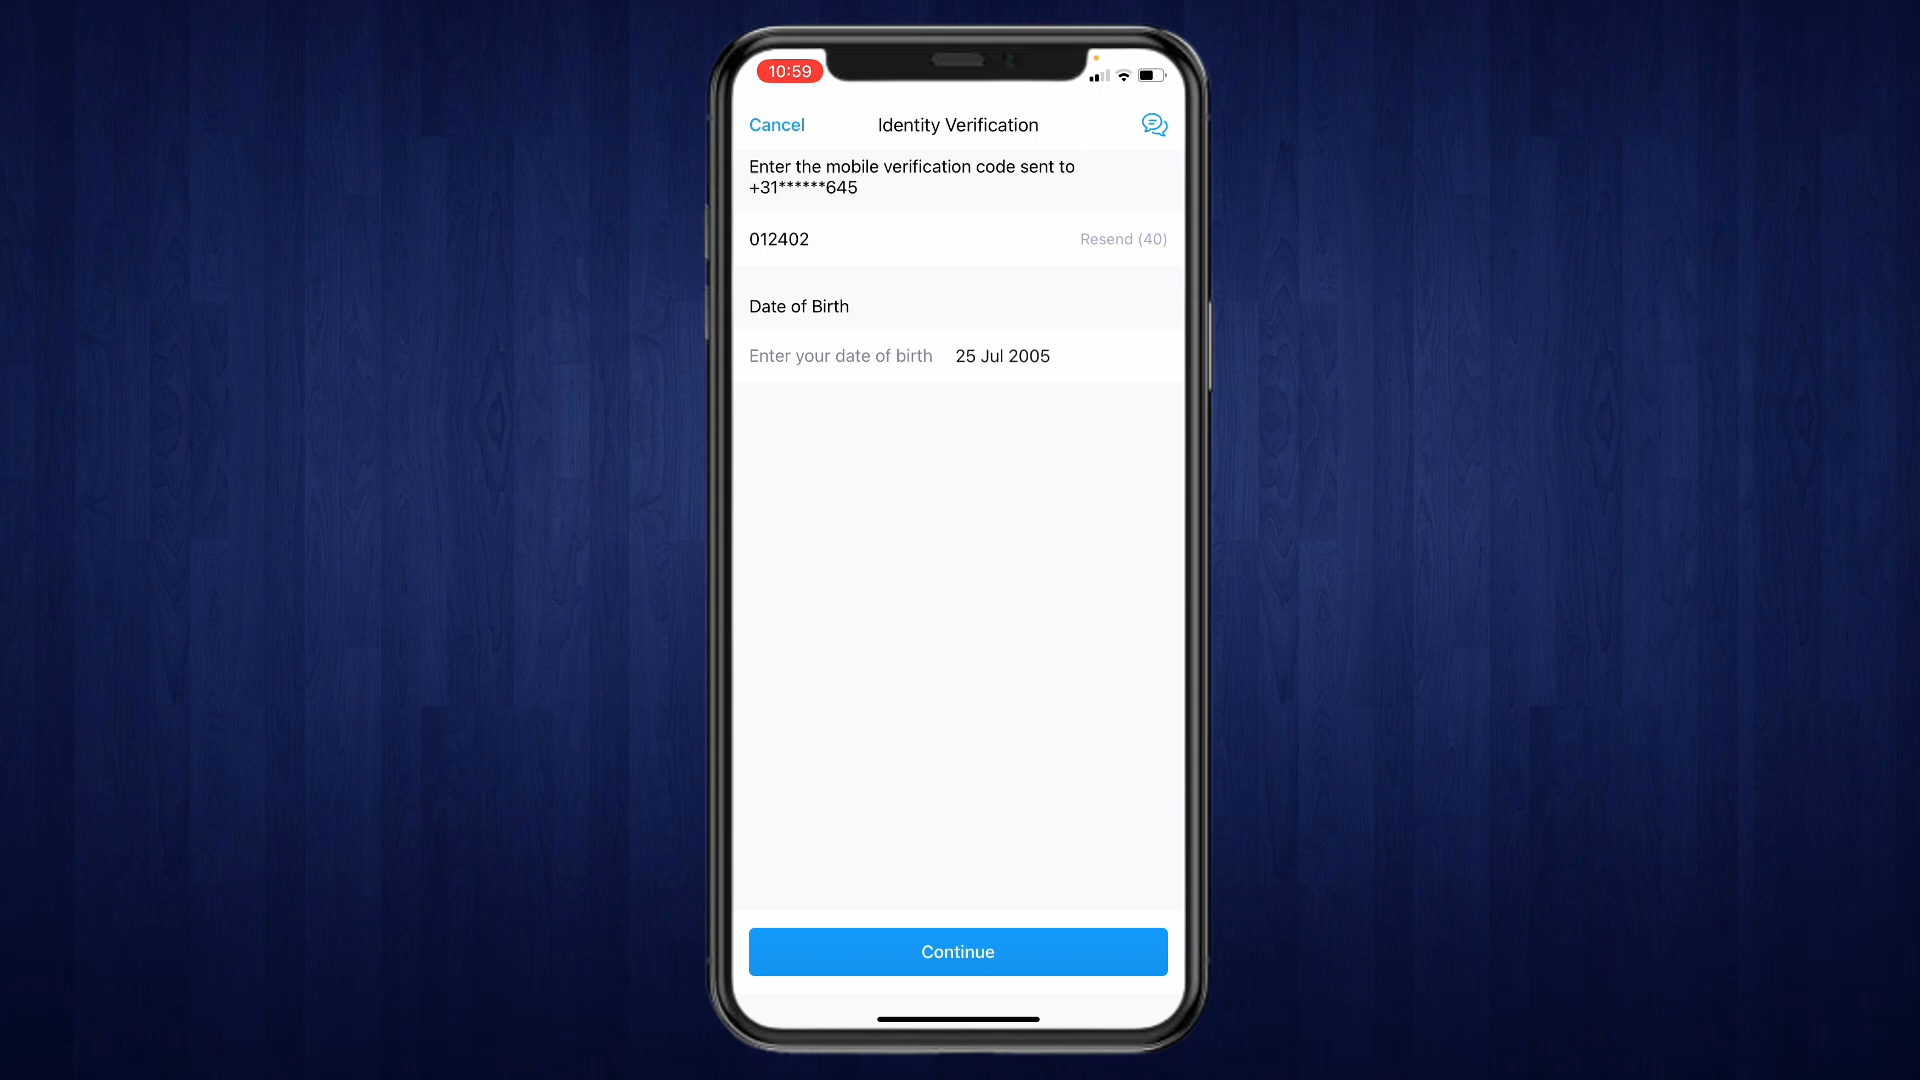 10:59
Cancel
Identity Verification
Enter the mobile verification code sent to
+31******645
012402
Resend (40)
Date of Birth
Enter your date of birth
25 Jul 2005
Continue